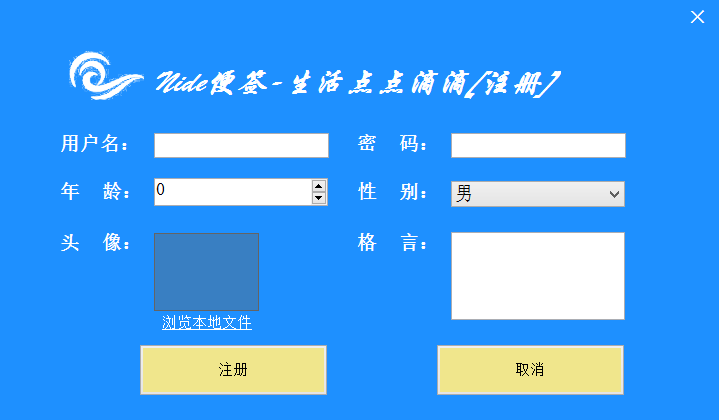 Nide便签-生活点点滴滴[注册]
用户名： 密 码：
年 龄： 0 性 别： 男
头 像： 格 言：
浏览本地文件
注册 取消